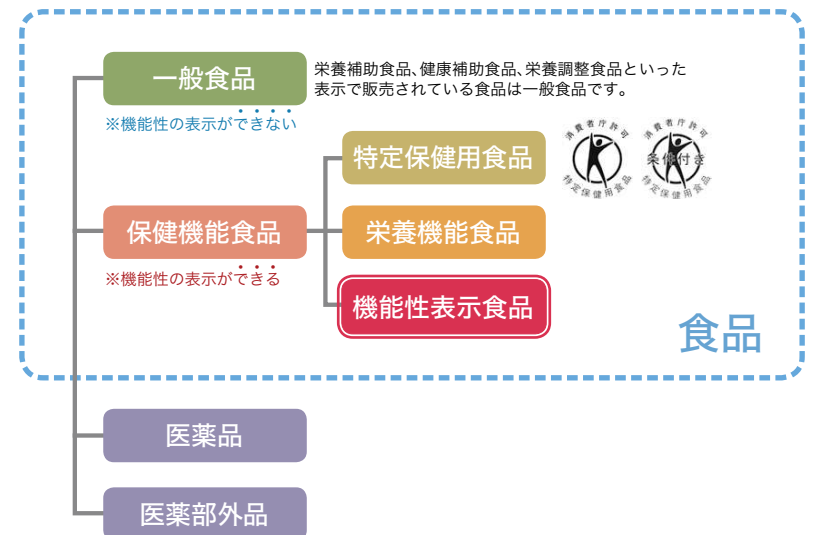 一般食品
栄養補助食品、健康補助食品、栄養調整食品といった
表示で販売されている食品は一般食品です。
※機能性の表示ができない
特定保健用食品
消費者庁許可
特定保健用食品
消費者庁許可
条件付き
特定保健用食品
保健機能食品
栄養機能食品
※機能性の表示ができる
機能性表示食品
食品
医薬品
医薬部外品